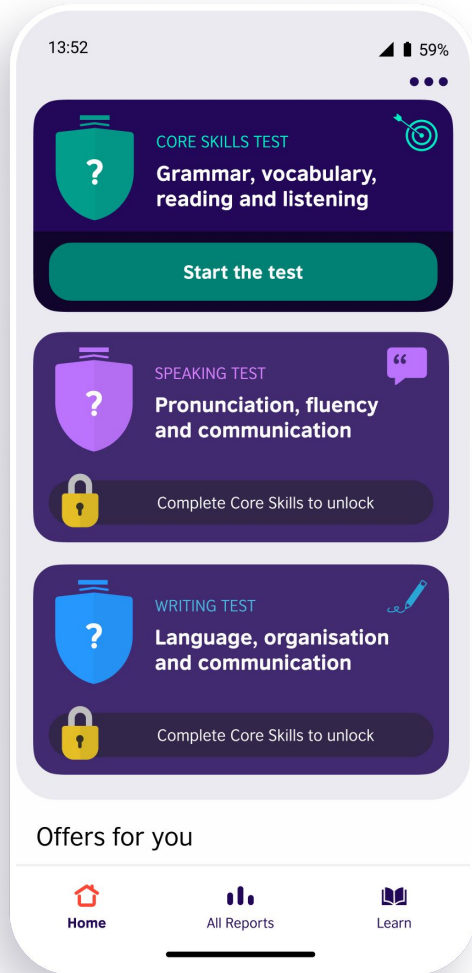 13:52
59%
?
CORE SKILLS TEST
Grammar, vocabulary,
reading and listening
Start the test
?
SPEAKING TEST
“
Pronunciation, fluency
and communication
Complete Core Skills to unlock
?
WRITING TEST
Language, organisation
and communication
Complete Core Skills to unlock
Offers for you
Home
All Reports
Learn